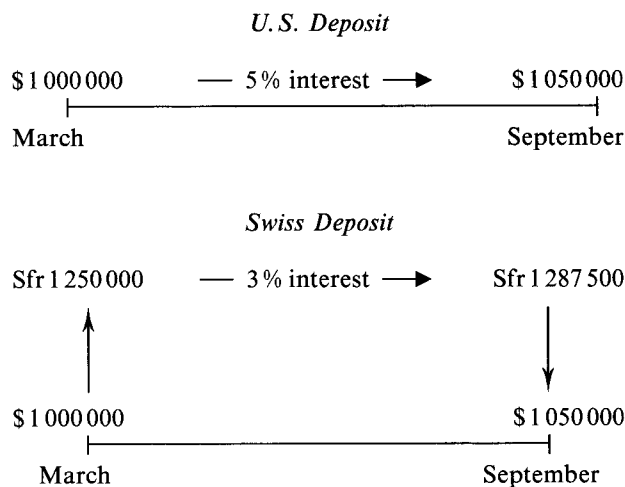 U.S. Deposit
$1 000 000 — 5% interest → $1 050 000
March September
Swiss Deposit
Sfr 1 250 000 — 3% interest → Sfr 1 287 500
$1 000 000 $1 050 000
March September